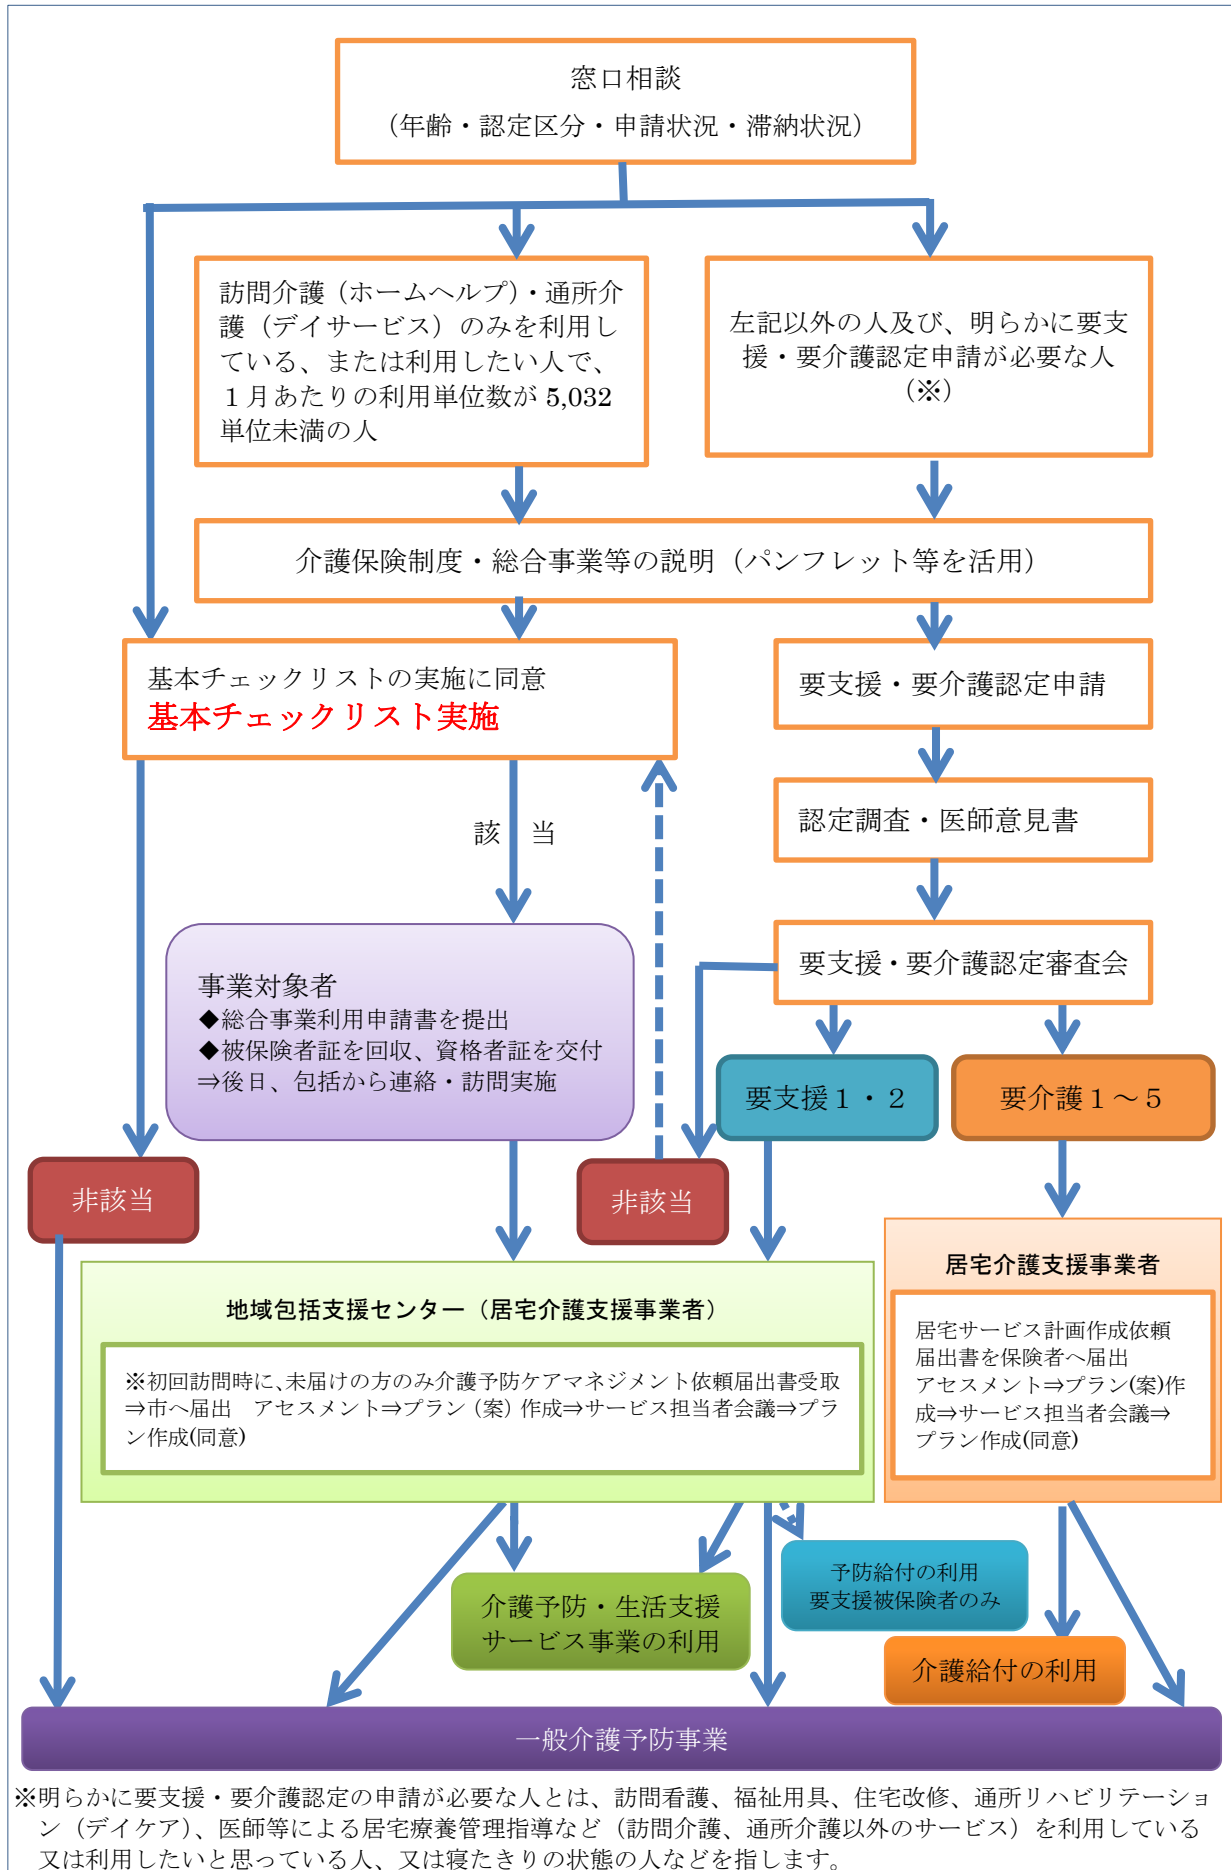 窓口相談
（年齢・認定区分・申請状況・滞納状況）
訪問介護（ホームヘルプ）・通所介
護（デイサービス）のみを利用し
ている、または利用したい人で、
１月あたりの利用単位数が 5,032
単位未満の人
左記以外の人及び、明らかに要支
援・要介護認定申請が必要な人
（※）
介護保険制度・総合事業等の説明（パンフレット等を活用）
基本チェックリストの実施に同意
基本チェックリスト実施
要支援・要介護認定申請
認定調査・医師意見書
該　当
要支援・要介護認定審査会
事業対象者
◆総合事業利用申請書を提出
◆被保険者証を回収、資格者証を交付
⇒後日、包括から連絡・訪問実施
要支援１・２
要介護１～５
非該当
非該当
地域包括支援センター（居宅介護支援事業者）
※初回訪問時に、未届けの方のみ介護予防ケアマネジメント依頼届出書受取
⇒市へ届出　アセスメント⇒プラン（案）作成⇒サービス担当者会議⇒プラ
ン作成(同意)
居宅介護支援事業者
居宅サービス計画作成依頼
届出書を保険者へ届出
アセスメント⇒プラン(案)作
成⇒サービス担当者会議⇒
プラン作成(同意)
介護予防・生活支援
サービス事業の利用
予防給付の利用
要支援被保険者のみ
介護給付の利用
一般介護予防事業
※明らかに要支援・要介護認定の申請が必要な人とは、訪問看護、福祉用具、住宅改修、通所リハビリテーショ
ン（デイケア）、医師等による居宅療養管理指導など（訪問介護、通所介護以外のサービス）を利用している
又は利用したいと思っている人、又は寝たきりの状態の人などを指します。